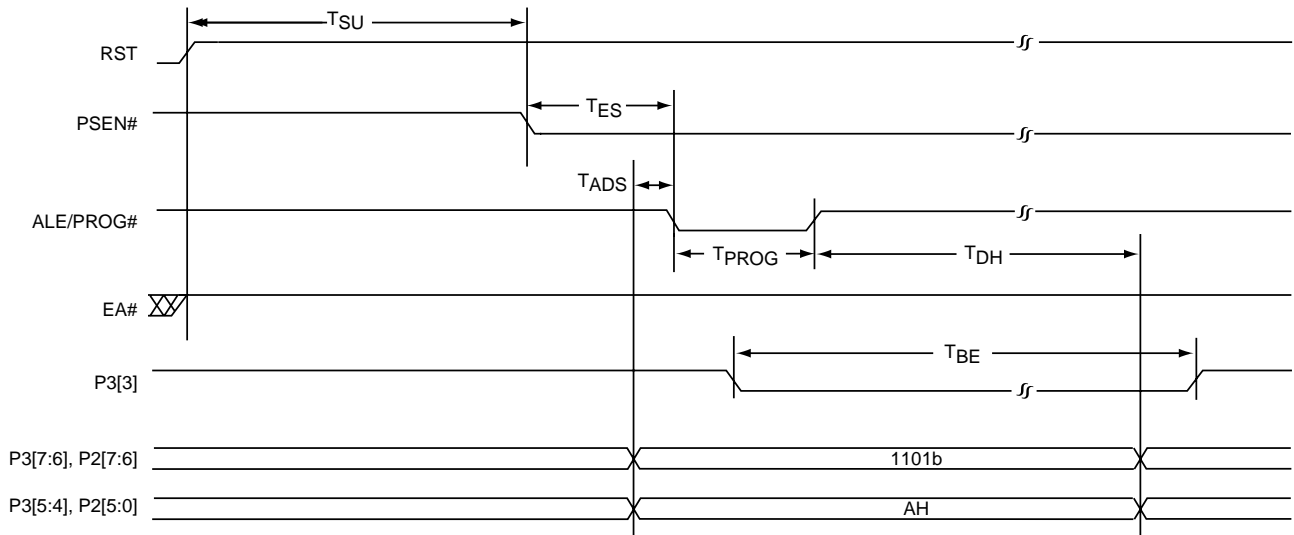 TSU
RST
TES
PSEN#
TADS
ALE/PROG#
TPROG
TDH
EA#
TBE
P3[3]
P3[7:6], P2[7:6]
1101b
P3[5:4], P2[5:0]
AH